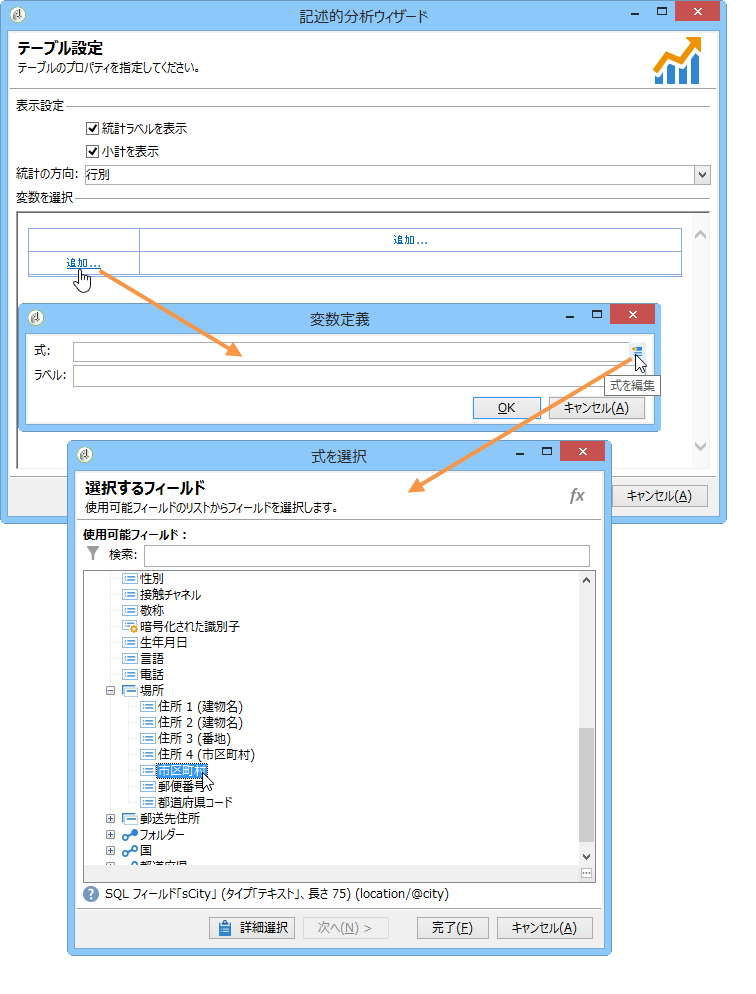 記述的分析ウィザード
テーブル設定
テーブルのプロパティを指定してください。
表示設定
統計ラベルを表示
小計を表示
統計の方向: 行別
変数を選択
追加...
追加...
変数定義
式:
ラベル:
式を編集
OK キャンセル(A)
キャンセル(A)
式を選択
選択するフィールド
使用可能フィールドのリストからフィールドを選択します。
fx
使用可能フィールド：
検索:
性別
接触チャネル
敬称
暗号化された識別子
生年月日
言語
電話
場所
住所 1 (建物名)
住所 2 (建物名)
住所 3 (番地)
住所 4 (市区町村)
市区町村
郵便番号
都道府県コード
郵送先住所
フォルダー
国
都道府県
SQL フィールド「sCity」 (タイプ「テキスト」、長さ 75) (location/@city)
詳細選択 次へ(N) > 完了(F) キャンセル(A)